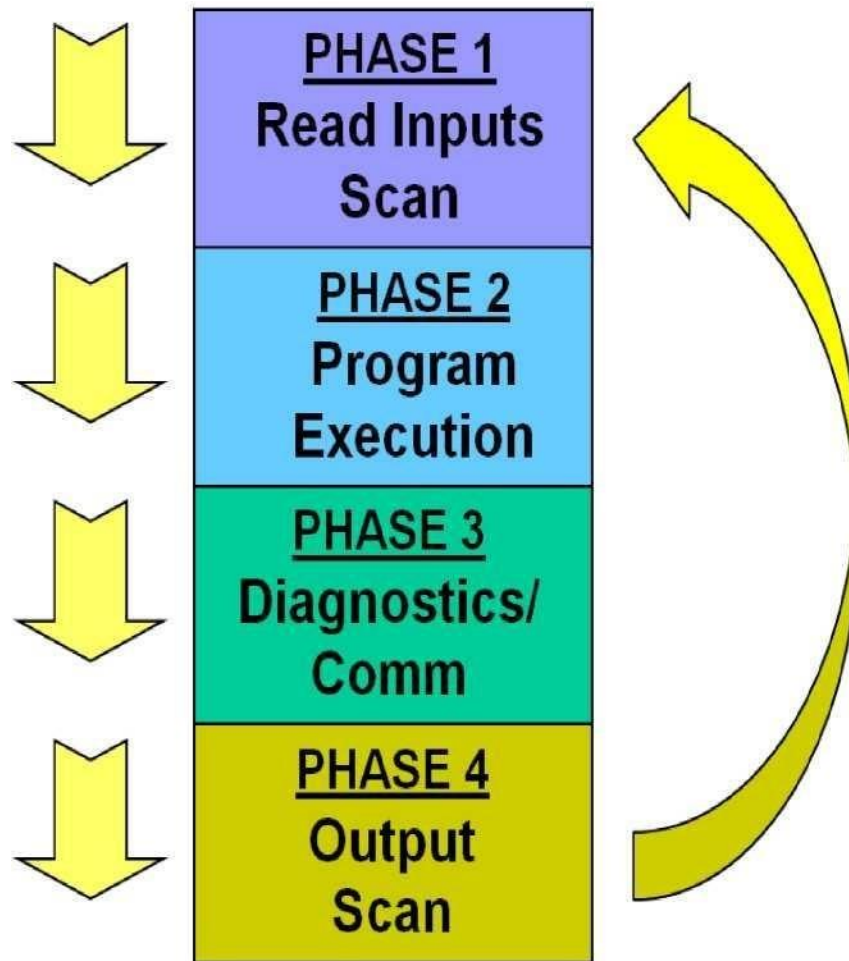 PHASE 1
Read Inputs
Scan
PHASE 2
Program
Execution
PHASE 3
Diagnostics/
Comm
PHASE 4
Output
Scan